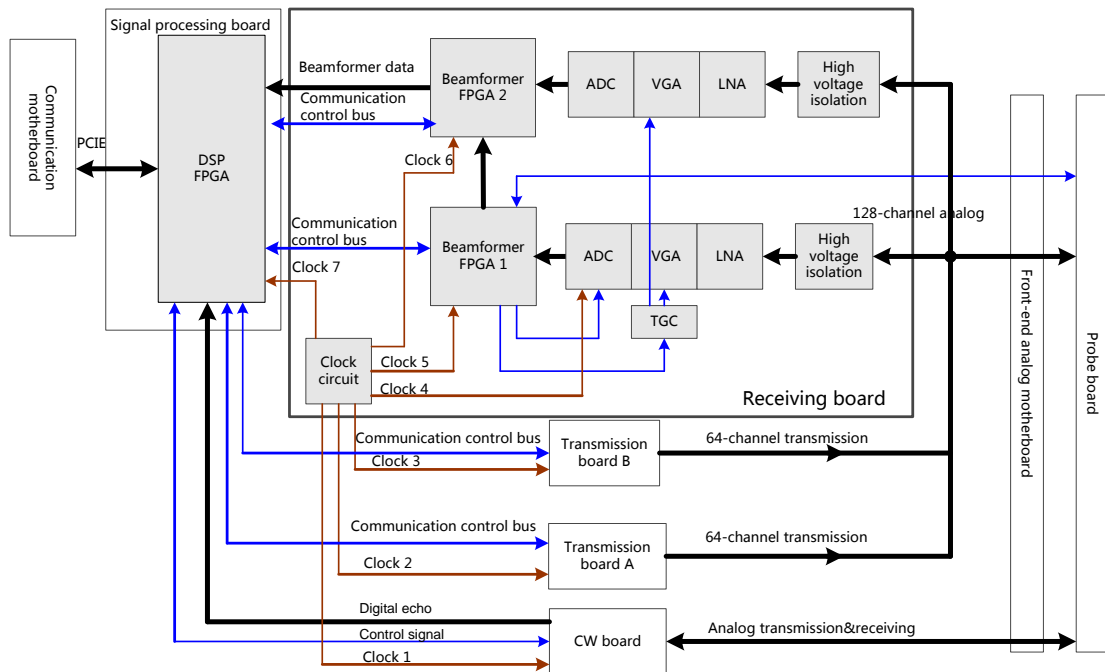 Signal processing board
Communication
motherboard
PCIE
DSP
FPGA
Beamformer data
Communication
control bus
Beamformer
FPGA 2
ADC
VGA
LNA
High
voltage
isolation
Clock 6
Communication
control bus
Clock 7
Beamformer
FPGA 1
ADC
VGA
LNA
High
voltage
isolation
128-channel analog
TGC
Clock
circuit
Clock 5
Clock 4
Receiving board
Front-end analog motherboard
Probe board
Communication control bus
Clock 3
Transmission
board B
64-channel transmission
Communication control bus
Clock 2
Transmission
board A
64-channel transmission
Digital echo
Control signal
Clock 1
CW board
Analog transmission&receiving